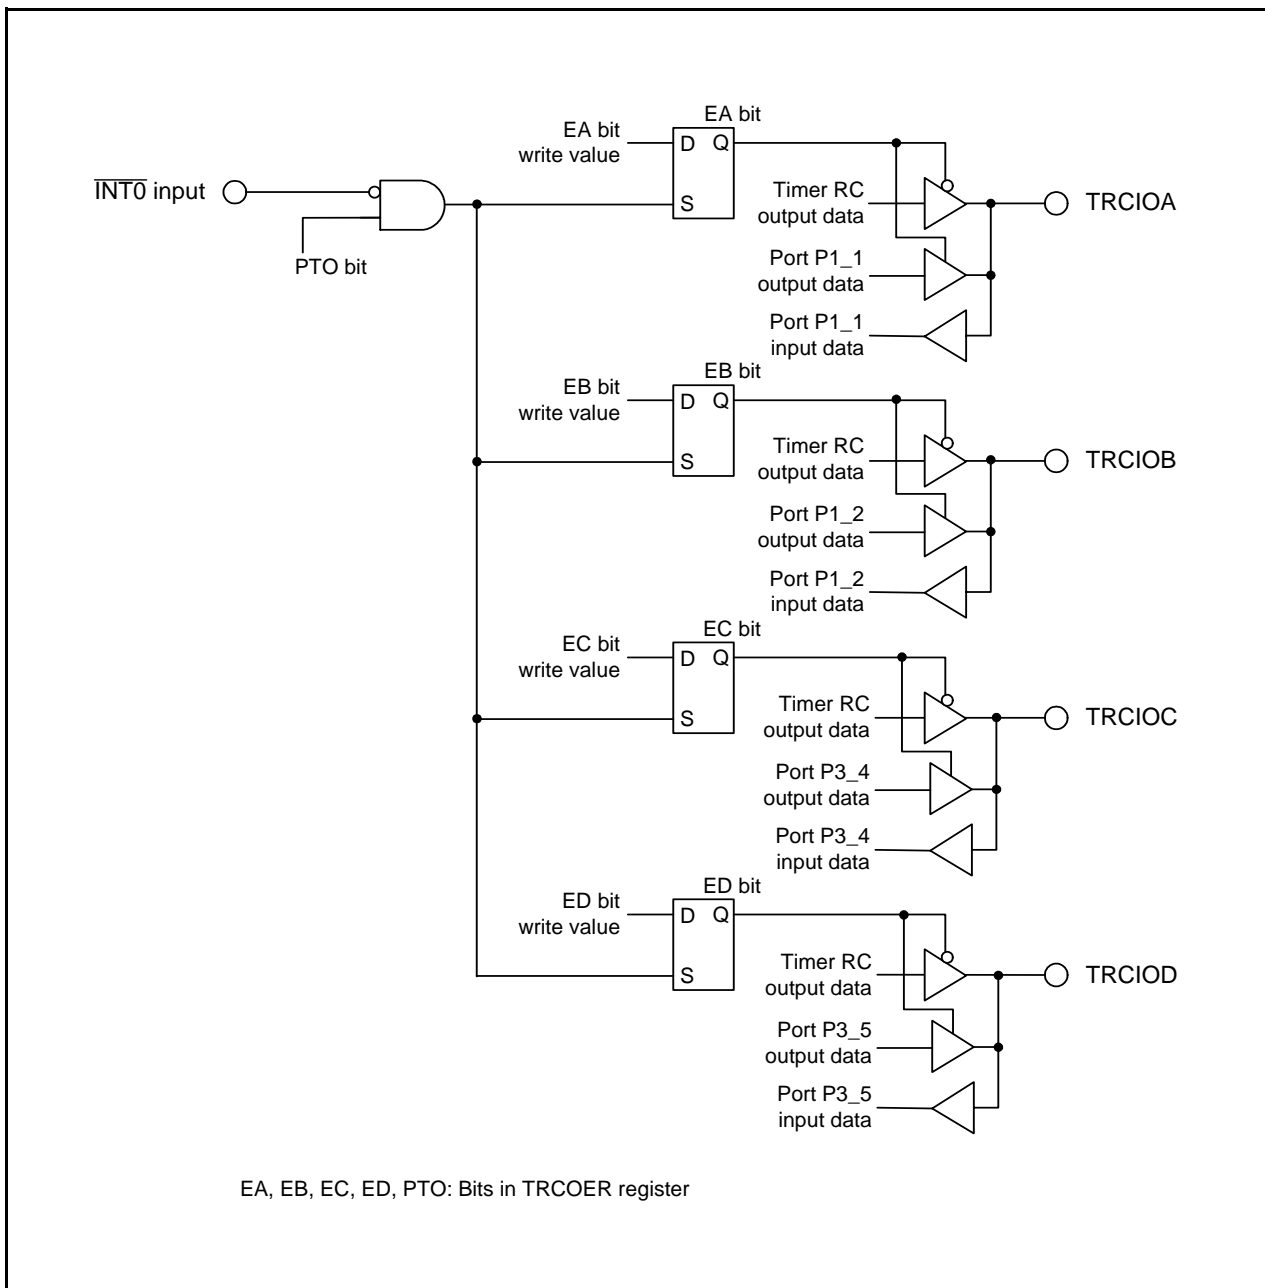 EA bit
EA bit
write value
D Q
S
INT0 input
PTO bit
Timer RC
output data
TRCIOA
Port P1_1
output data
Port P1_1
input data
EB bit
EB bit
write value
D Q
S
Timer RC
output data
TRCIOB
Port P1_2
output data
Port P1_2
input data
EC bit
EC bit
write value
D Q
S
Timer RC
output data
TRCIOC
Port P3_4
output data
Port P3_4
input data
ED bit
ED bit
write value
D Q
S
Timer RC
output data
TRCIOD
Port P3_5
output data
Port P3_5
input data
EA, EB, EC, ED, PTO: Bits in TRCOER register